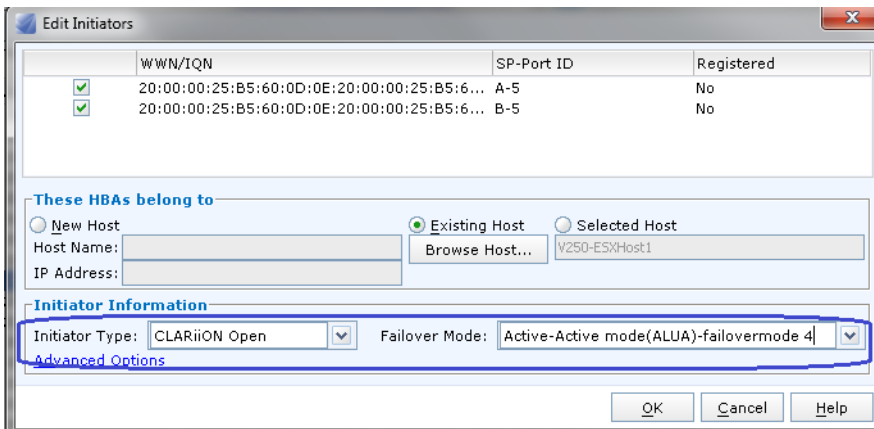 Edit Initiators
WWN/IQN SP-Port ID Registered
20:00:00:25:B5:60:0D:0E:20:00:00:25:B5:6... A-5 No
20:00:00:25:B5:60:0D:0E:20:00:00:25:B5:6... B-5 No
These HBAs belong to
New Host Existing Host Selected Host
Host Name: Browse Host... V250-ESXHost1
IP Address:
Initiator Information
Initiator Type: CLARiiON Open Failover Mode: Active-Active mode(ALUA)-failovermode 4
Advanced Options
OK Cancel Help